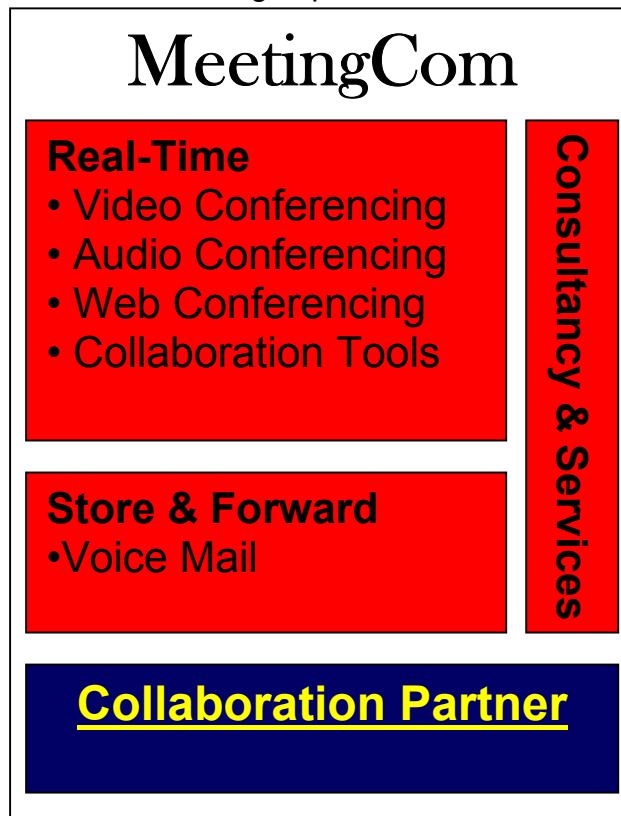 MeetingCom
Real-Time
• Video Conferencing
• Audio Conferencing
• Web Conferencing
• Collaboration Tools
Consultancy & Services
Store & Forward
•Voice Mail
Collaboration Partner